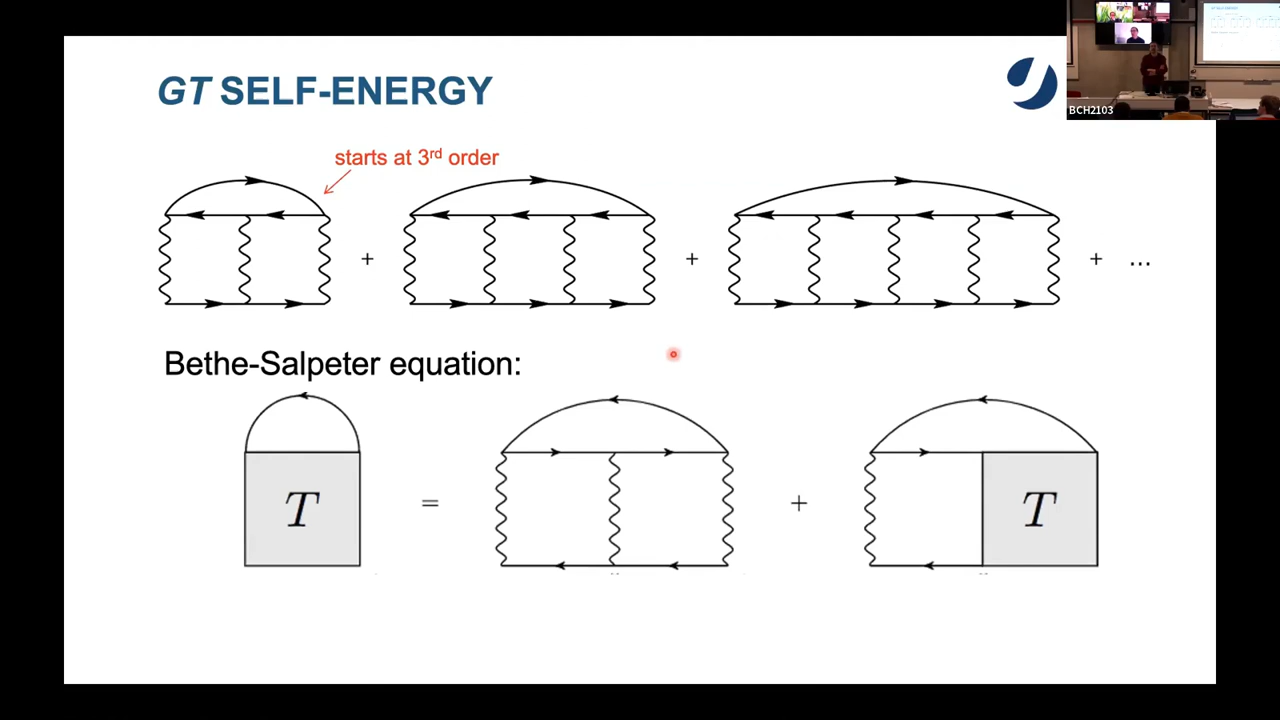 GT SELF-ENERGY
BCH2103
starts at 3rd order
+ + + ...
Bethe-Salpeter equation:
T = + T